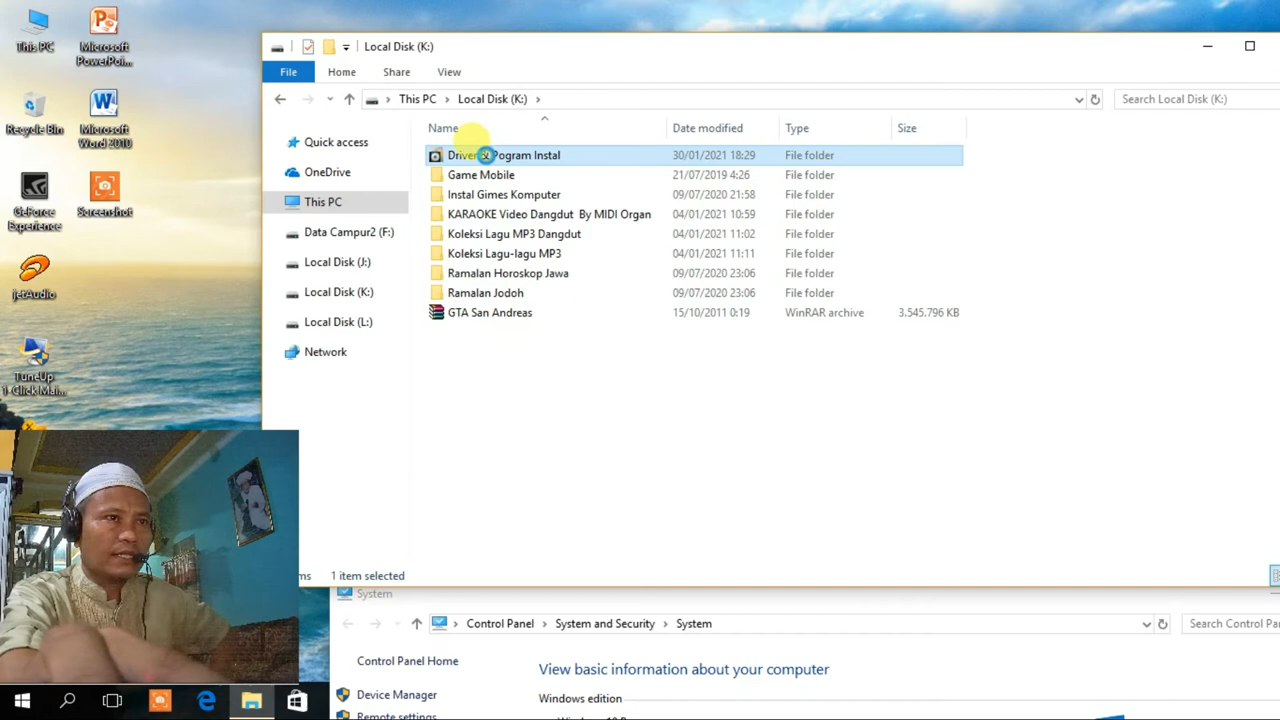 This PC
Microsoft
PowerPoi...
Recycle Bin
Microsoft
Word 2010
GeForce
Experience
Screenshot
jetAudio
TuneUp
1-Click Mai...
Local Disk (K:)
File
Home
Share
View
This PC
Local Disk (K:)
Search Local Disk (K:)
Name
Date modified
Type
Size
Quick access
OneDrive
This PC
Data Campur2 (F:)
Local Disk (J:)
Local Disk (K:)
Local Disk (L:)
Network
Driver & Pogram Instal 30/01/2021 18:29 File folder
Game Mobile 21/07/2019 4:26 File folder
Instal Gimes Komputer 09/07/2020 21:58 File folder
KARAOKE Video Dangdut By MIDI Organ 04/01/2021 10:59 File folder
Koleksi Lagu MP3 Dangdut 04/01/2021 11:02 File folder
Koleksi Lagu-lagu MP3 04/01/2021 11:11 File folder
Ramalan Horoskop Jawa 09/07/2020 23:06 File folder
Ramalan Jodoh 09/07/2020 23:06 File folder
GTA San Andreas 15/10/2011 0:19 WinRAR archive 3.545.796 KB
1 item selected
System
Control Panel
System and Security
System
Search Control Pa
Control Panel Home
Device Manager
Remote settings
View basic information about your computer
Windows edition